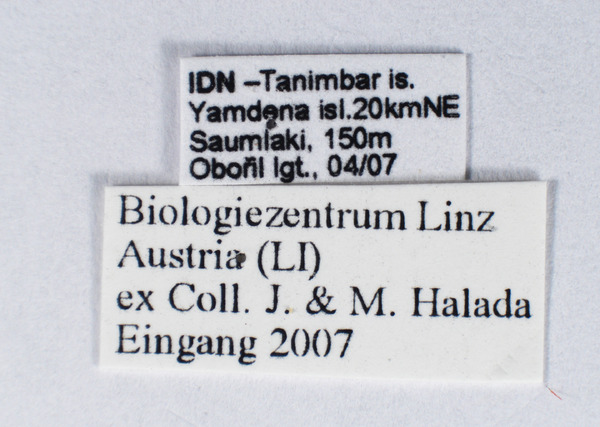 IDN –Tanimbar is.
Yamdena isl.20kmNE
Saumlaki, 150m
Oboňil lgt., 04/07
Biologiezentrum Linz
Austria (LI)
ex Coll. J. & M. Halada
Eingang 2007